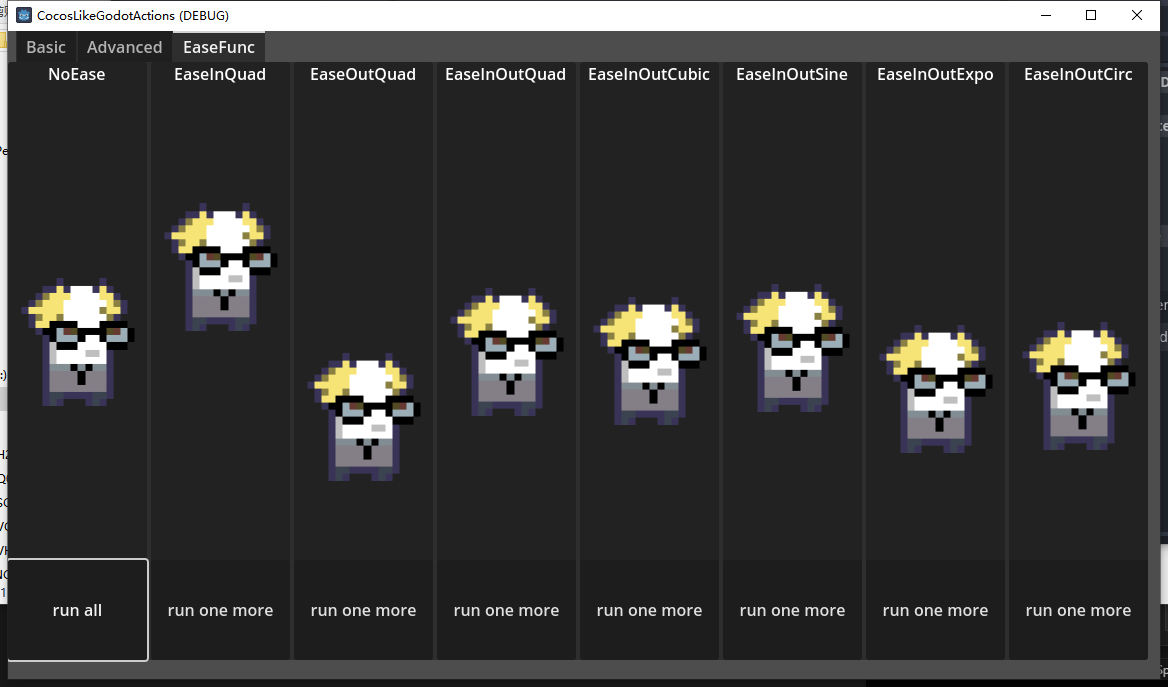 CocosLikeGodotActions (DEBUG)
Basic Advanced EaseFunc
NoEase EaseInQuad EaseOutQuad EaseInOutQuad EaseInOutCubic EaseInOutSine EaseInOutExpo EaseInOutCirc
run all run one more run one more run one more run one more run one more run one more run one more